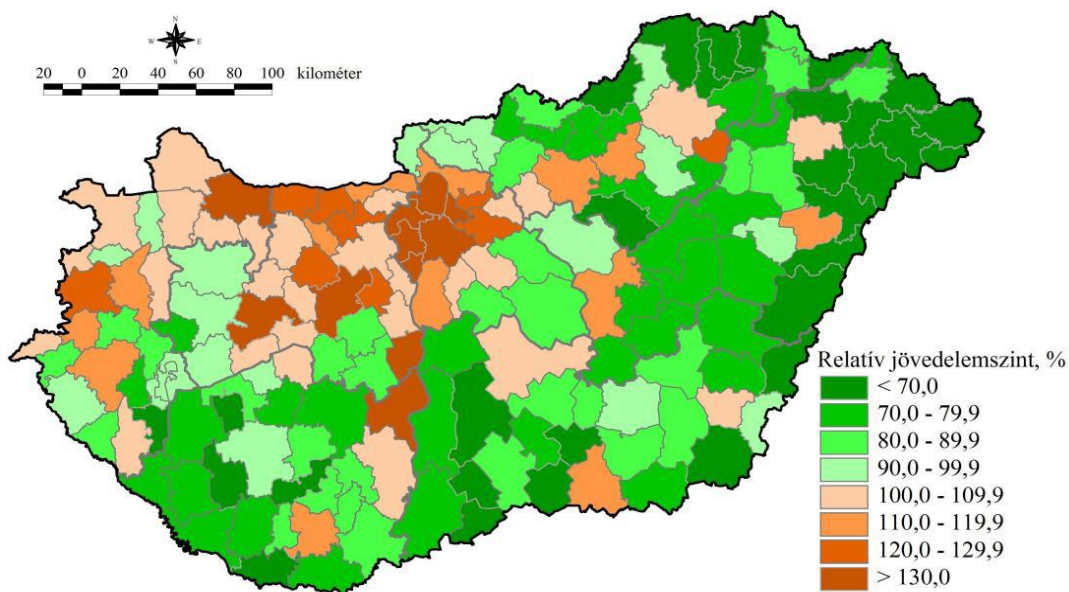 N
W E
S
20 0 20 40 60 80 100 kilométer
Relatív jövedelemszint, %
< 70,0
70,0 - 79,9
80,0 - 89,9
90,0 - 99,9
100,0 - 109,9
110,0 - 119,9
120,0 - 129,9
> 130,0